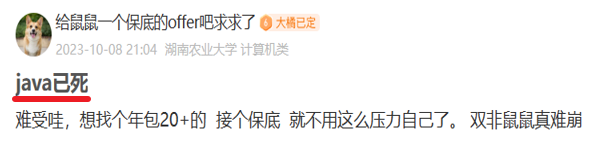 给鼠鼠一个保底的offer吧求求了 大橘已定
2023-10-08 21:04 湖南农业大学 计算机类
java已死
难受哇，想找个年包20+的 接个保底 就不用这么压力自己了。 双非鼠鼠真难崩